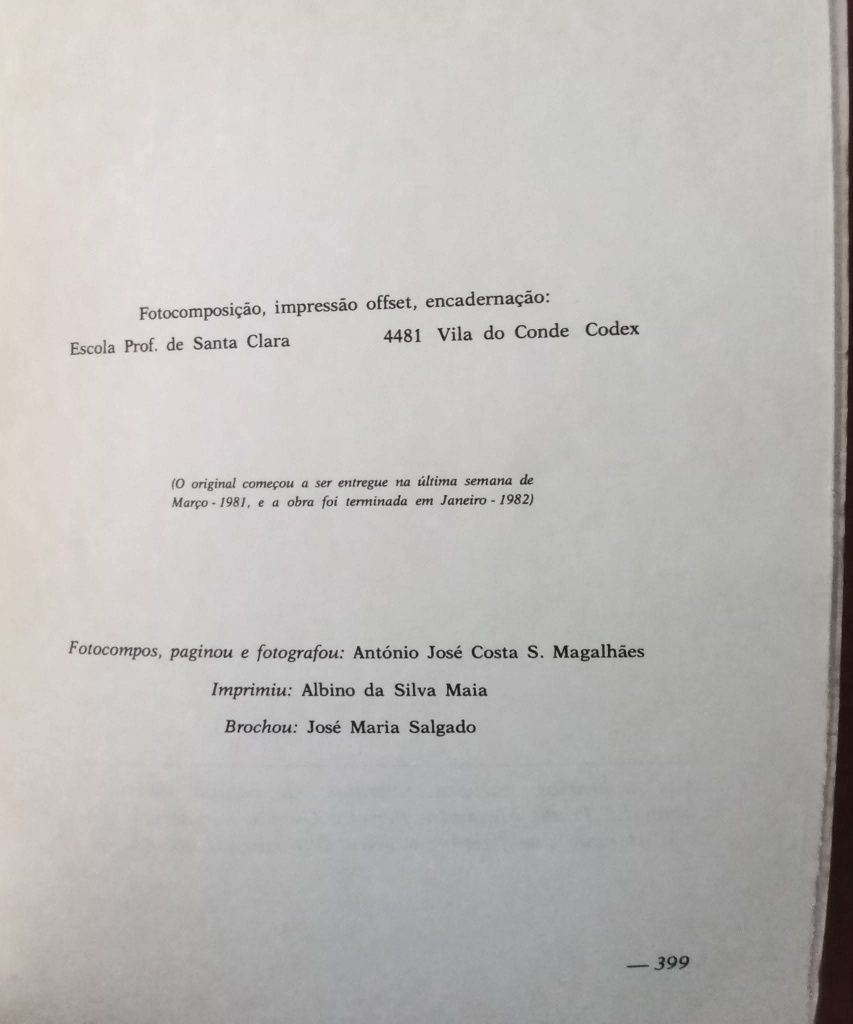 Fotocomposição, impressão offset, encadernação:
Escola Prof. de Santa Clara 4481 Vila do Conde Codex
(O original começou a ser entregue na última semana de
Março - 1981, e a obra foi terminada em Janeiro - 1982)
Fotocompos, paginou e fotografou: António José Costa S. Magalhães
Imprimiu: Albino da Silva Maia
Brochou: José Maria Salgado
— 399